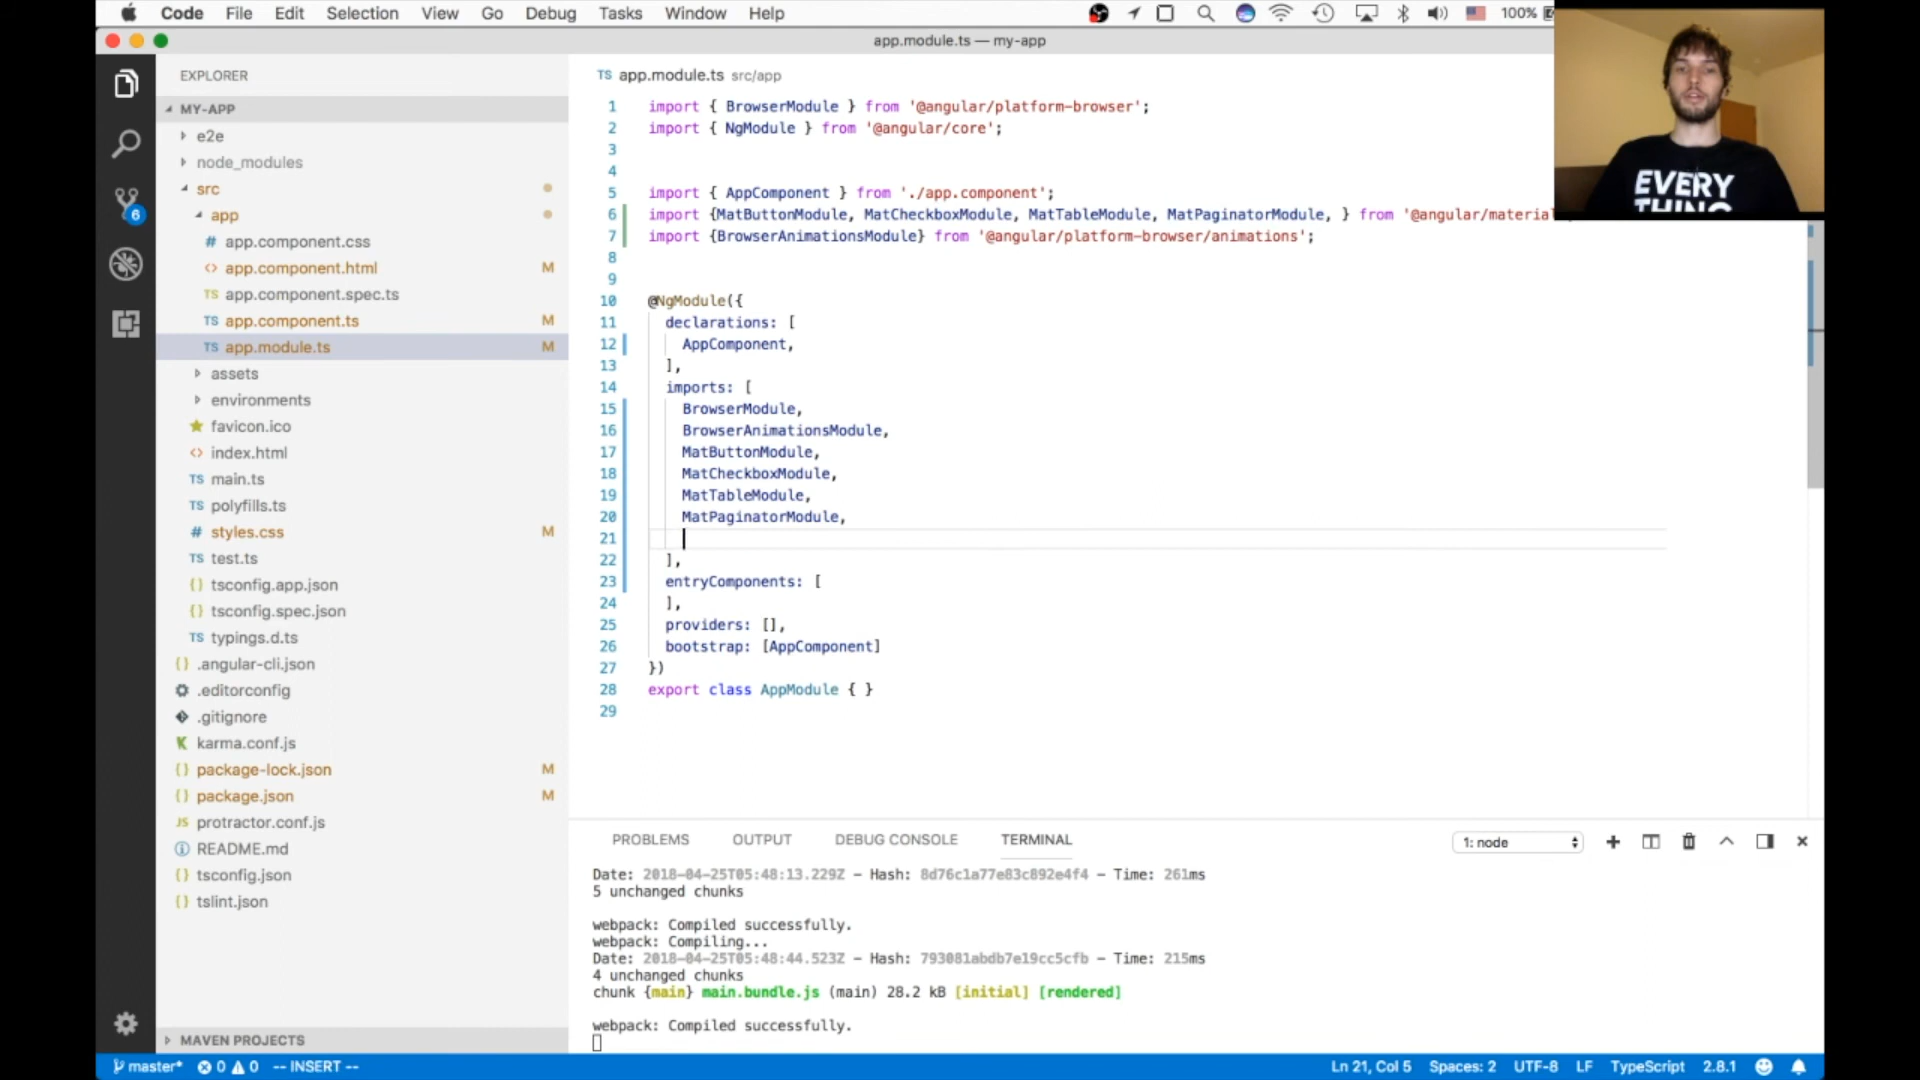 Code File Edit Selection View Go Debug Tasks Window Help 100%
app.module.ts — my-app
EXPLORER
MY-APP
e2e
node_modules
src
app
# app.component.css
<> app.component.html M
TS app.component.spec.ts
TS app.component.ts M
TS app.module.ts M
assets
environments
favicon.ico
<> index.html
TS main.ts
TS polyfills.ts
# styles.css M
TS test.ts
{} tsconfig.app.json
{} tsconfig.spec.json
TS typings.d.ts
{} .angular-cli.json
.editorconfig
.gitignore
K karma.conf.js
{} package-lock.json M
{} package.json M
JS protractor.conf.js
README.md
{} tsconfig.json
{} tslint.json
MAVEN PROJECTS
6
TS app.module.ts src/app
1 import { BrowserModule } from '@angular/platform-browser';
2 import { NgModule } from '@angular/core';
3
4
5 import { AppComponent } from './app.component';
6 import {MatButtonModule, MatCheckboxModule, MatTableModule, MatPaginatorModule, } from '@angular/material
7 import {BrowserAnimationsModule} from '@angular/platform-browser/animations';
8
9
10 @NgModule({
11 declarations: [
12 AppComponent,
13 ],
14 imports: [
15 BrowserModule,
16 BrowserAnimationsModule,
17 MatButtonModule,
18 MatCheckboxModule,
19 MatTableModule,
20 MatPaginatorModule,
21
22 ],
23 entryComponents: [
24 ],
25 providers: [],
26 bootstrap: [AppComponent]
27 })
28 export class AppModule { }
29
EVERY
THING
PROBLEMS OUTPUT DEBUG CONSOLE TERMINAL 1: node
Date: 2018-04-25T05:48:13.229Z - Hash: 8d76c1a77e83c892e4f4 - Time: 261ms
5 unchanged chunks
webpack: Compiled successfully.
webpack: Compiling...
Date: 2018-04-25T05:48:44.523Z - Hash: 793081abdb7e19cc5cfb - Time: 215ms
4 unchanged chunks
chunk {main} main.bundle.js (main) 28.2 kB [initial] [rendered]
webpack: Compiled successfully.
master* 0 0 -- INSERT -- Ln 21, Col 5 Spaces: 2 UTF-8 LF TypeScript 2.8.1